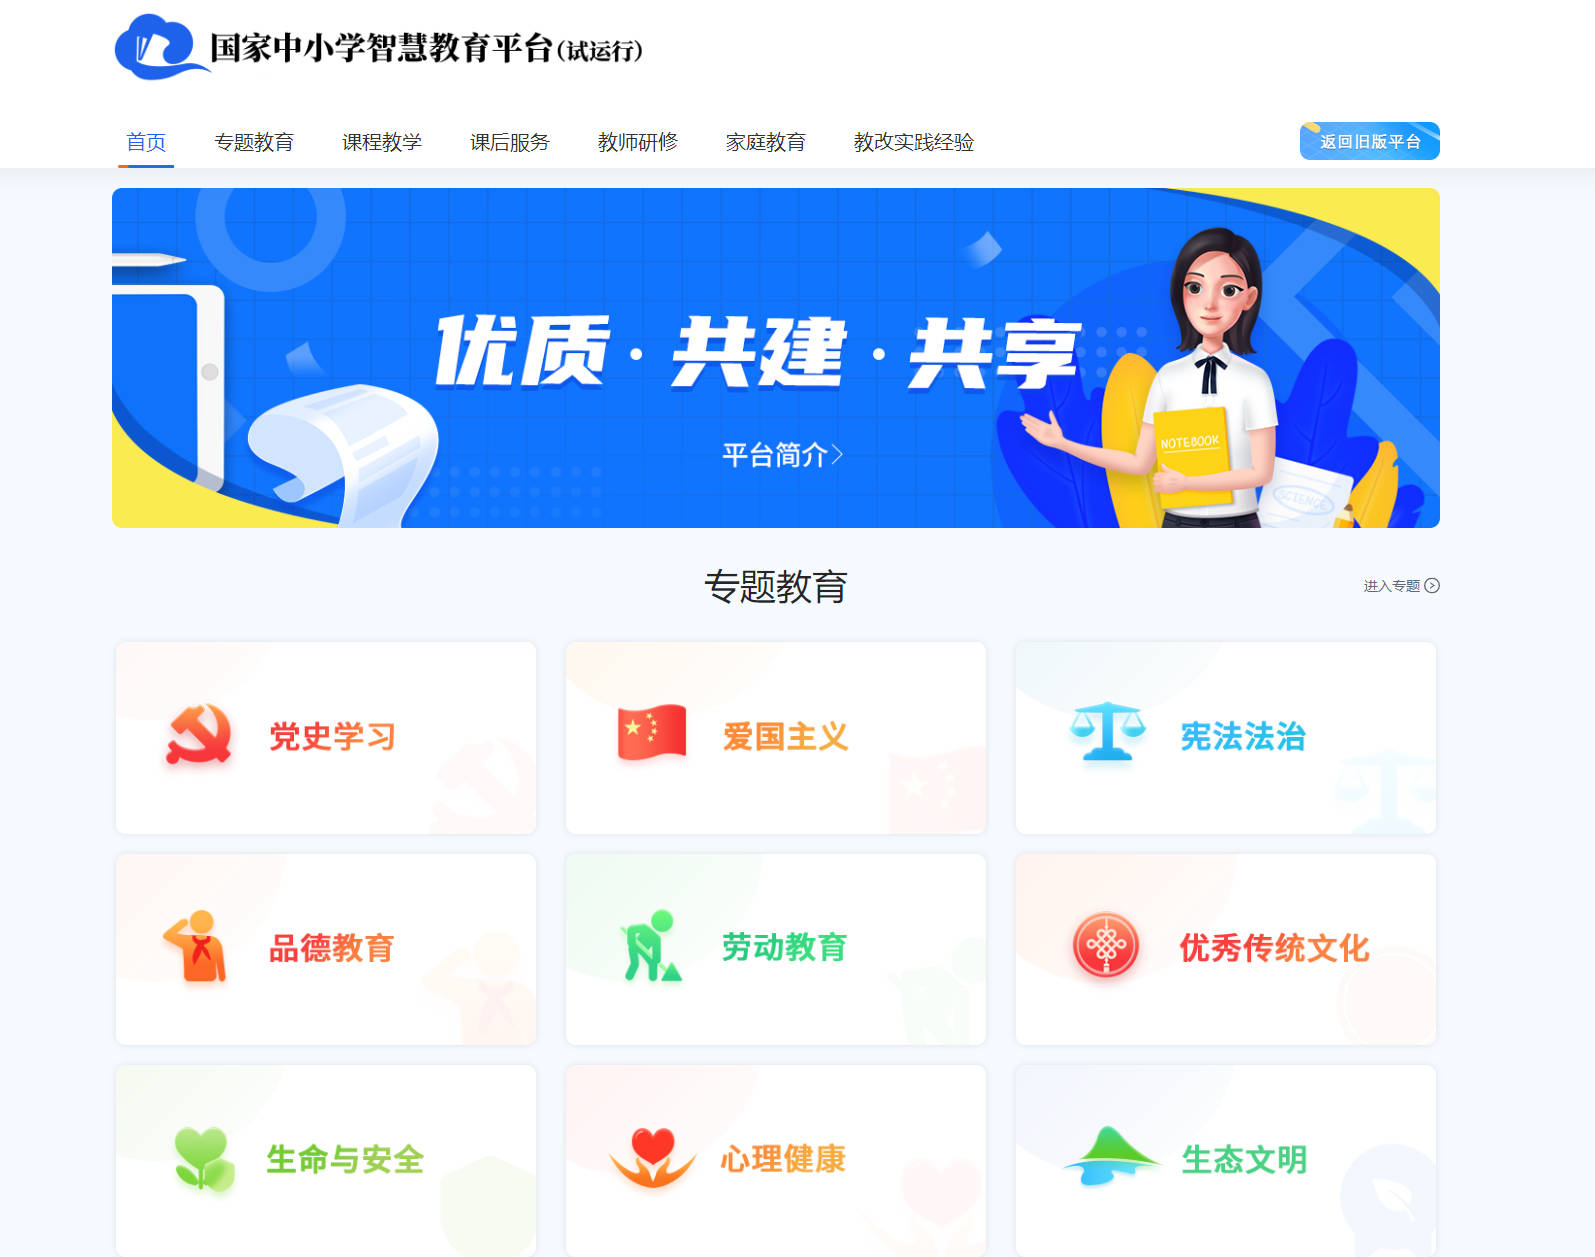 国家中小学智慧教育平台(试运行)
首页 专题教育 课程教学 课后服务 教师研修 家庭教育 教改实践经验 返回旧版平台
优质·共建·共享
NOTEBOOK
平台简介>
SCIENCE
专题教育
进入专题
党史学习 爱国主义 宪法法治
品德教育 劳动教育 优秀传统文化
生命与安全 心理健康 生态文明